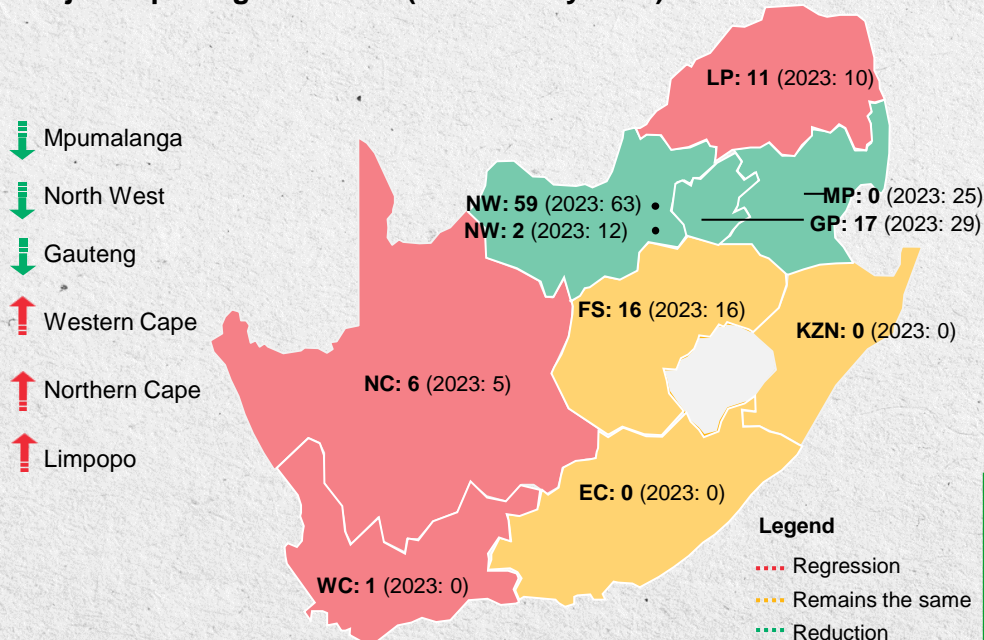 LP: 11 (2023: 10)
Mpumalanga
North West
Gauteng
Western Cape
Northern Cape
Limpopo
NW: 59 (2023: 63)
NW: 2 (2023: 12)
MP: 0 (2023: 25)
GP: 17 (2023: 29)
FS: 16 (2023: 16)
KZN: 0 (2023: 0)
NC: 6 (2023: 5)
EC: 0 (2023: 0)
WC: 1 (2023: 0)
Legend
Regression
Remains the same
Reduction